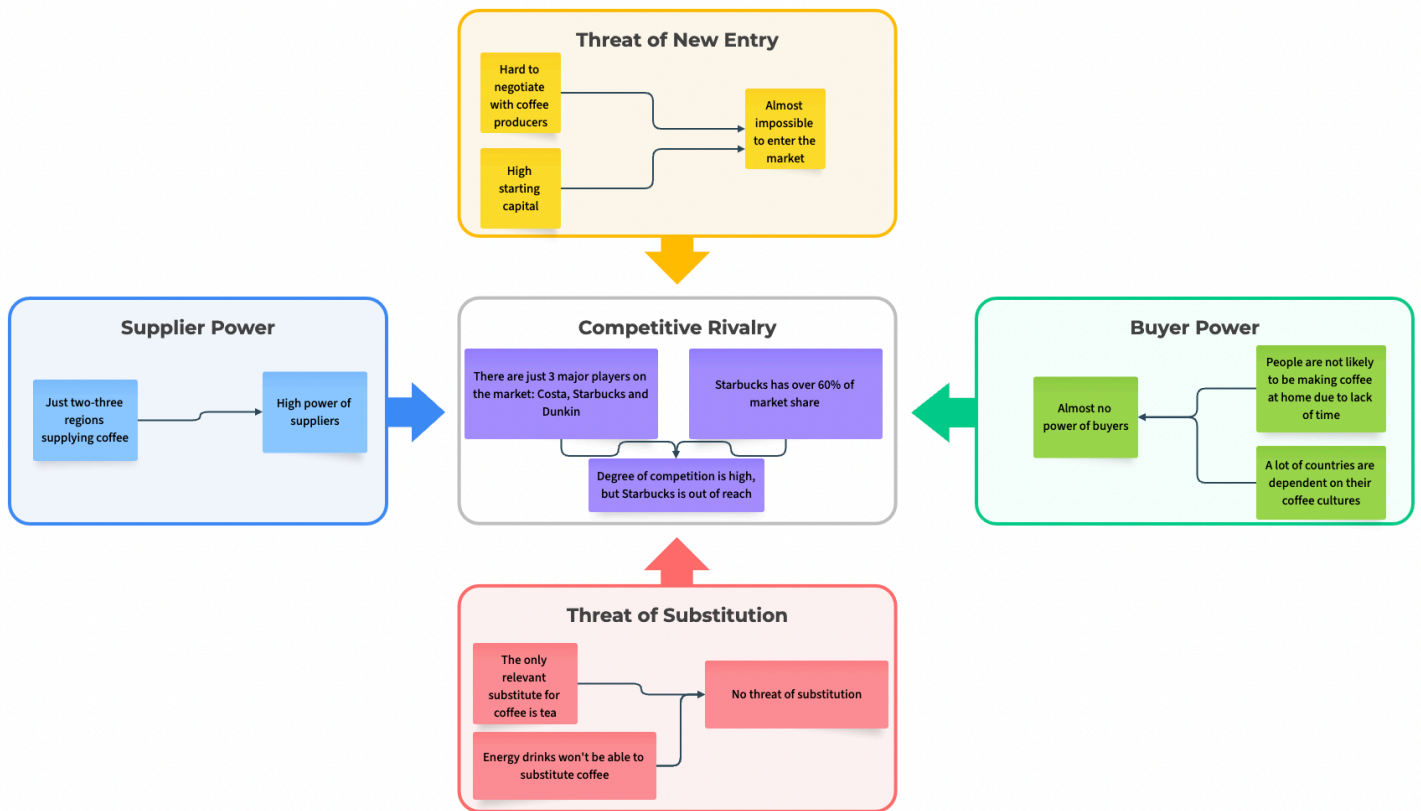 Threat of New Entry
Hard to
negotiate
with coffee
producers
High
starting
capital
Almost
impossible
to enter the
market
Supplier Power
Just two-three
regions
supplying coffee
High power of
suppliers
Competitive Rivalry
There are just 3 major players on
the market: Costa, Starbucks and
Dunkin
Starbucks has over 60% of
market share
Degree of competition is high,
but Starbucks is out of reach
Buyer Power
Almost no
power of buyers
People are not likely
to be making coffee
at home due to lack
of time
A lot of countries are
dependent on their
coffee cultures
Threat of Substitution
The only
relevant
substitute for
coffee is tea
Energy drinks won't be able to
substitute coffee
No threat of substitution